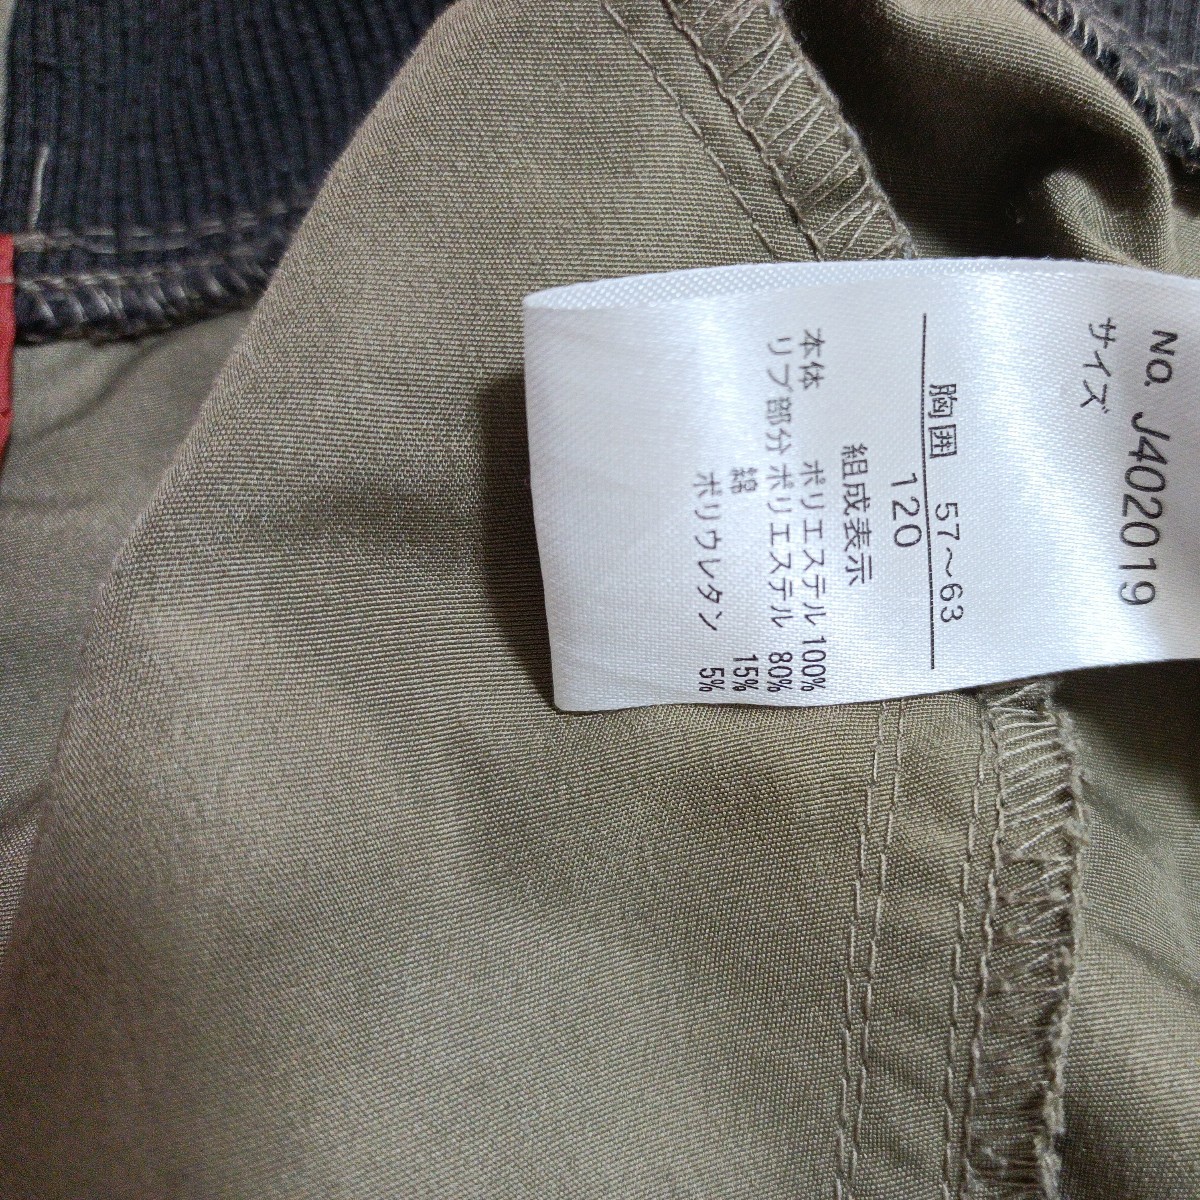 No. J402019
サイズ
胸囲 57～63
120
組成表示
本体 ポリエステル 100%
リブ部分 ポリエステル 80%
綿 15%
ポリウレタン 5%